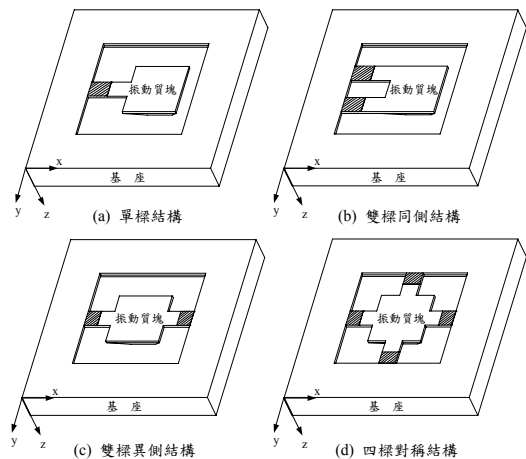 振動質塊
x
基 座
y
z
(a) 單樑結構
振動質塊
x
基 座
y
z
(b) 雙樑同側結構
振動質塊
x
基 座
y
z
(c) 雙樑異側結構
振動質塊
x
基 座
y
z
(d) 四樑對稱結構